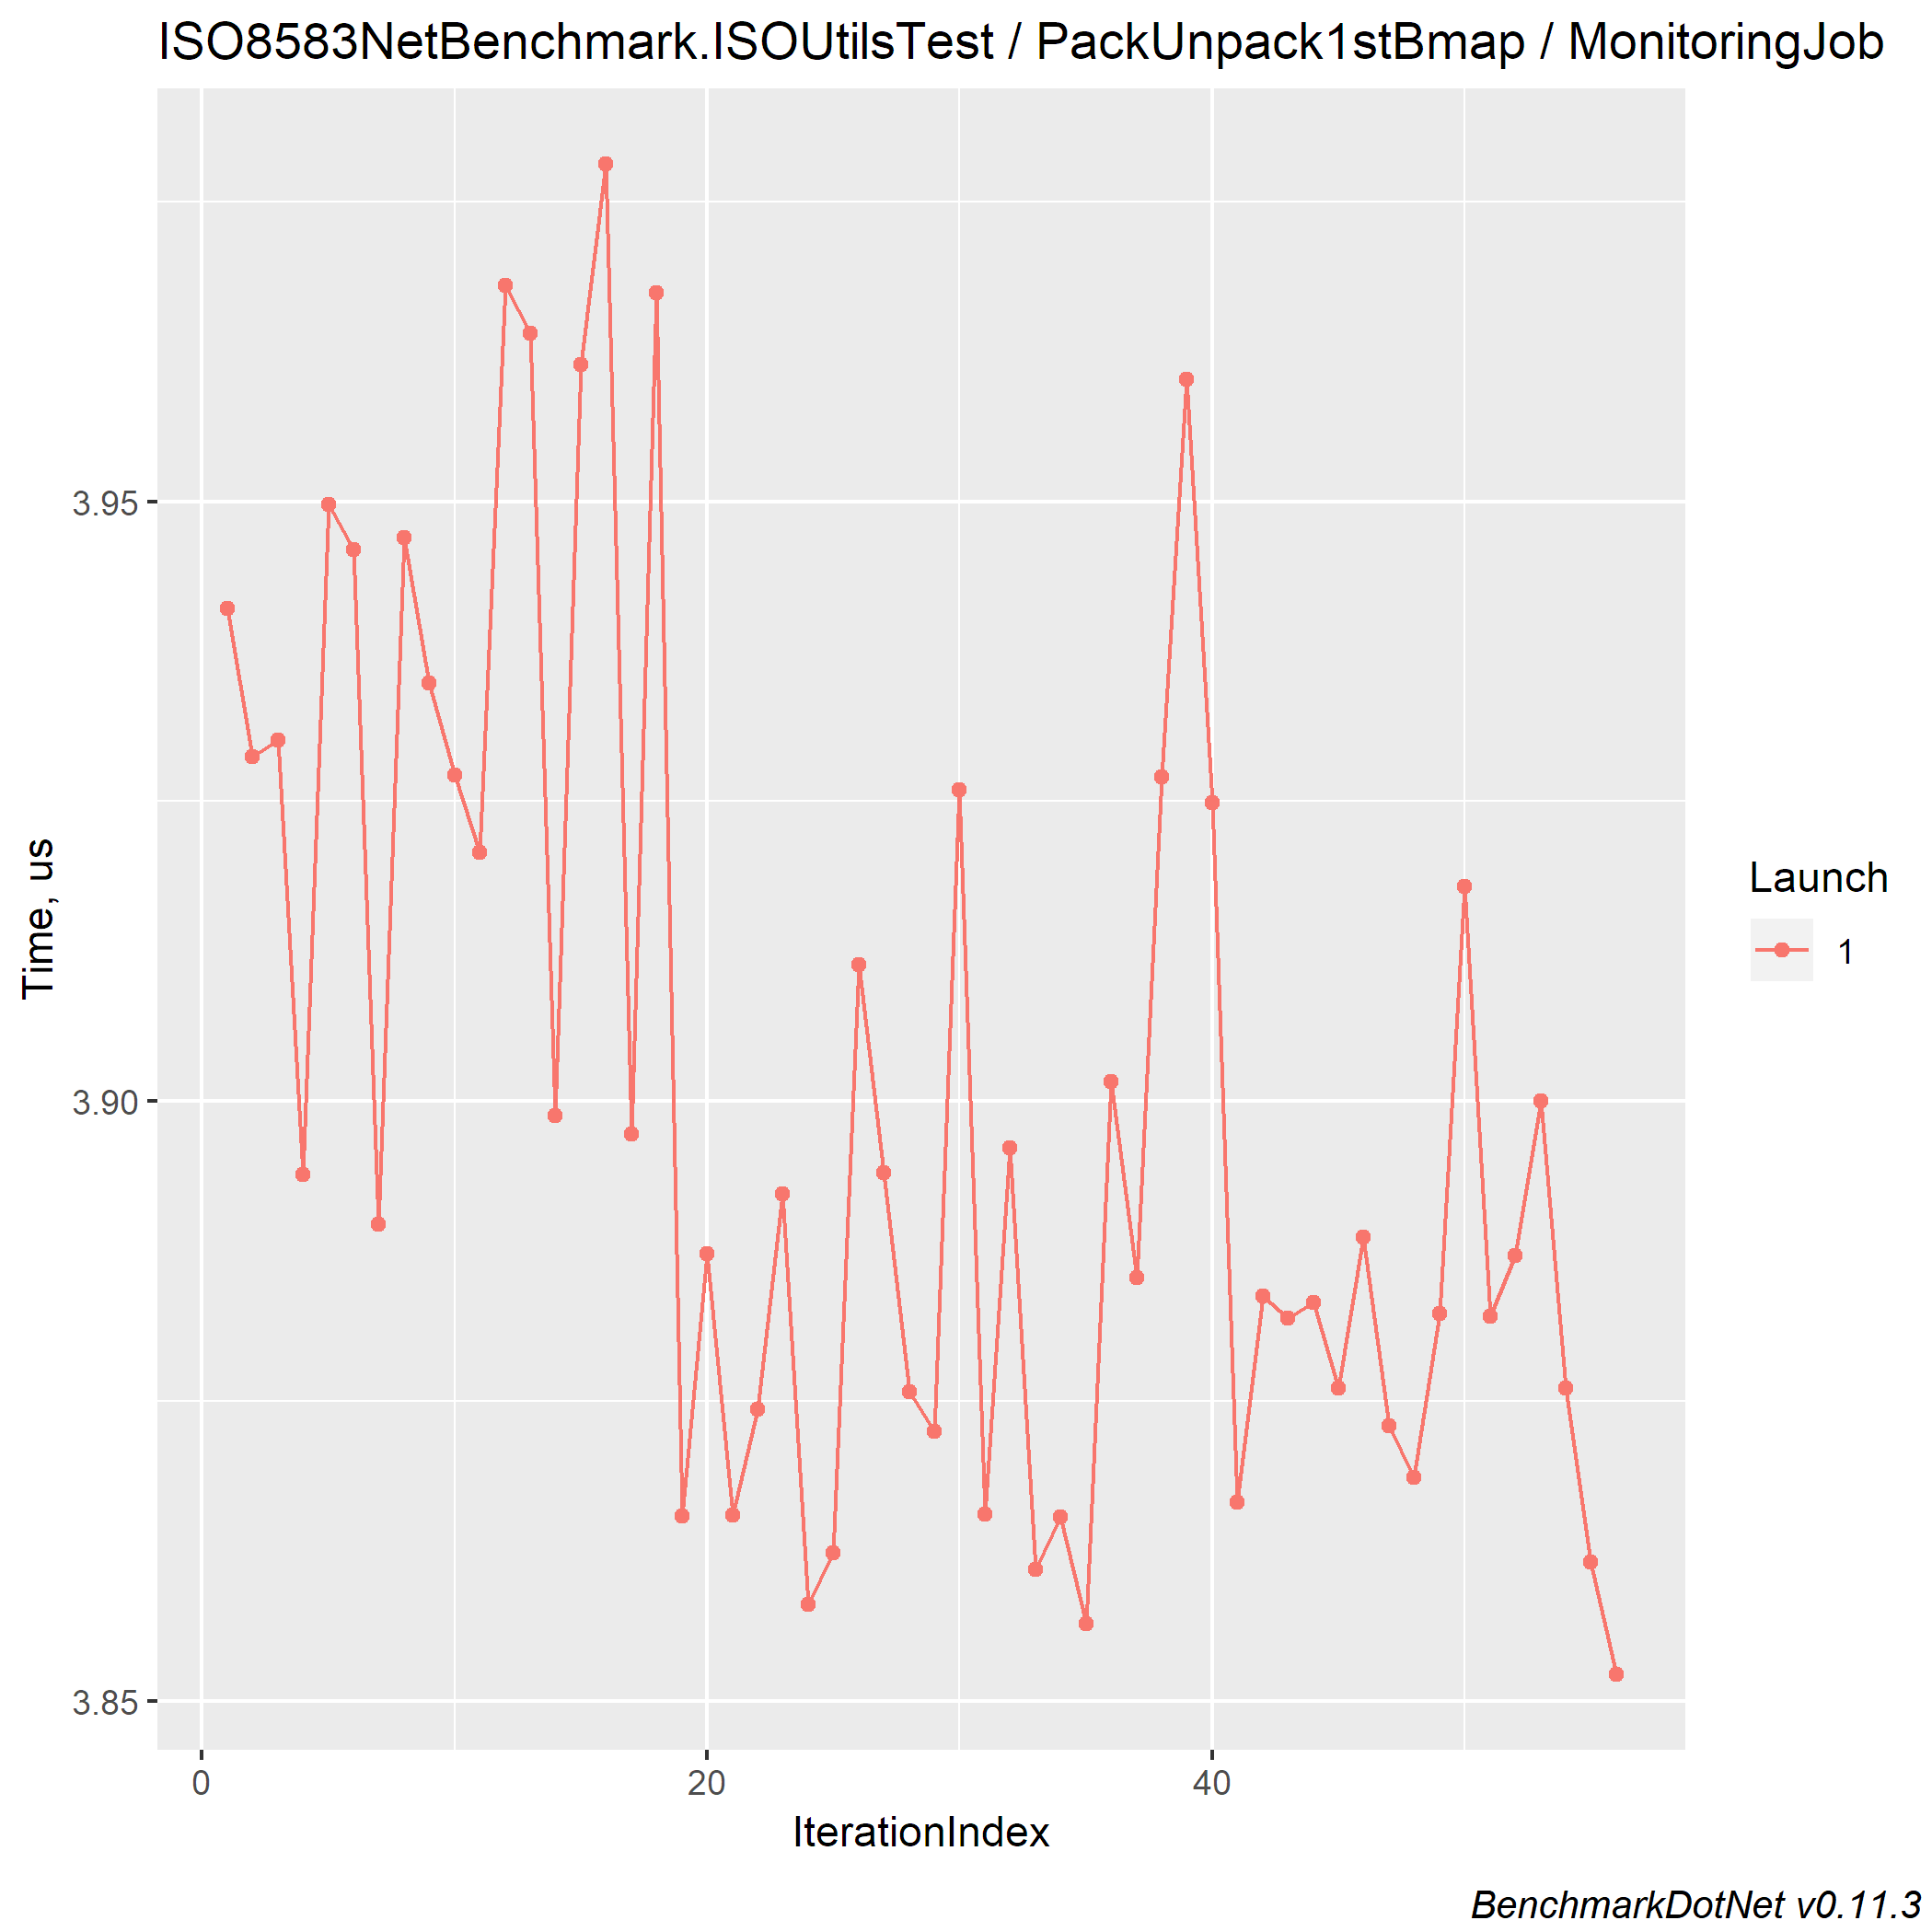 ISO8583NetBenchmark.ISOUtilsTest / PackUnpack1stBmap / MonitoringJob
Time, us
3.95
3.90
3.85
0 20 40
IterationIndex
Launch
1
BenchmarkDotNet v0.11.3